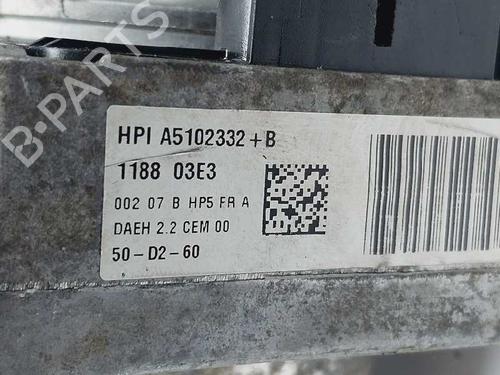 B-PARTS
HPI A5102332+B
1188 03E3
002 07 B HP5 FR A
DAEH 2.2 CEM 00
50-D2-60